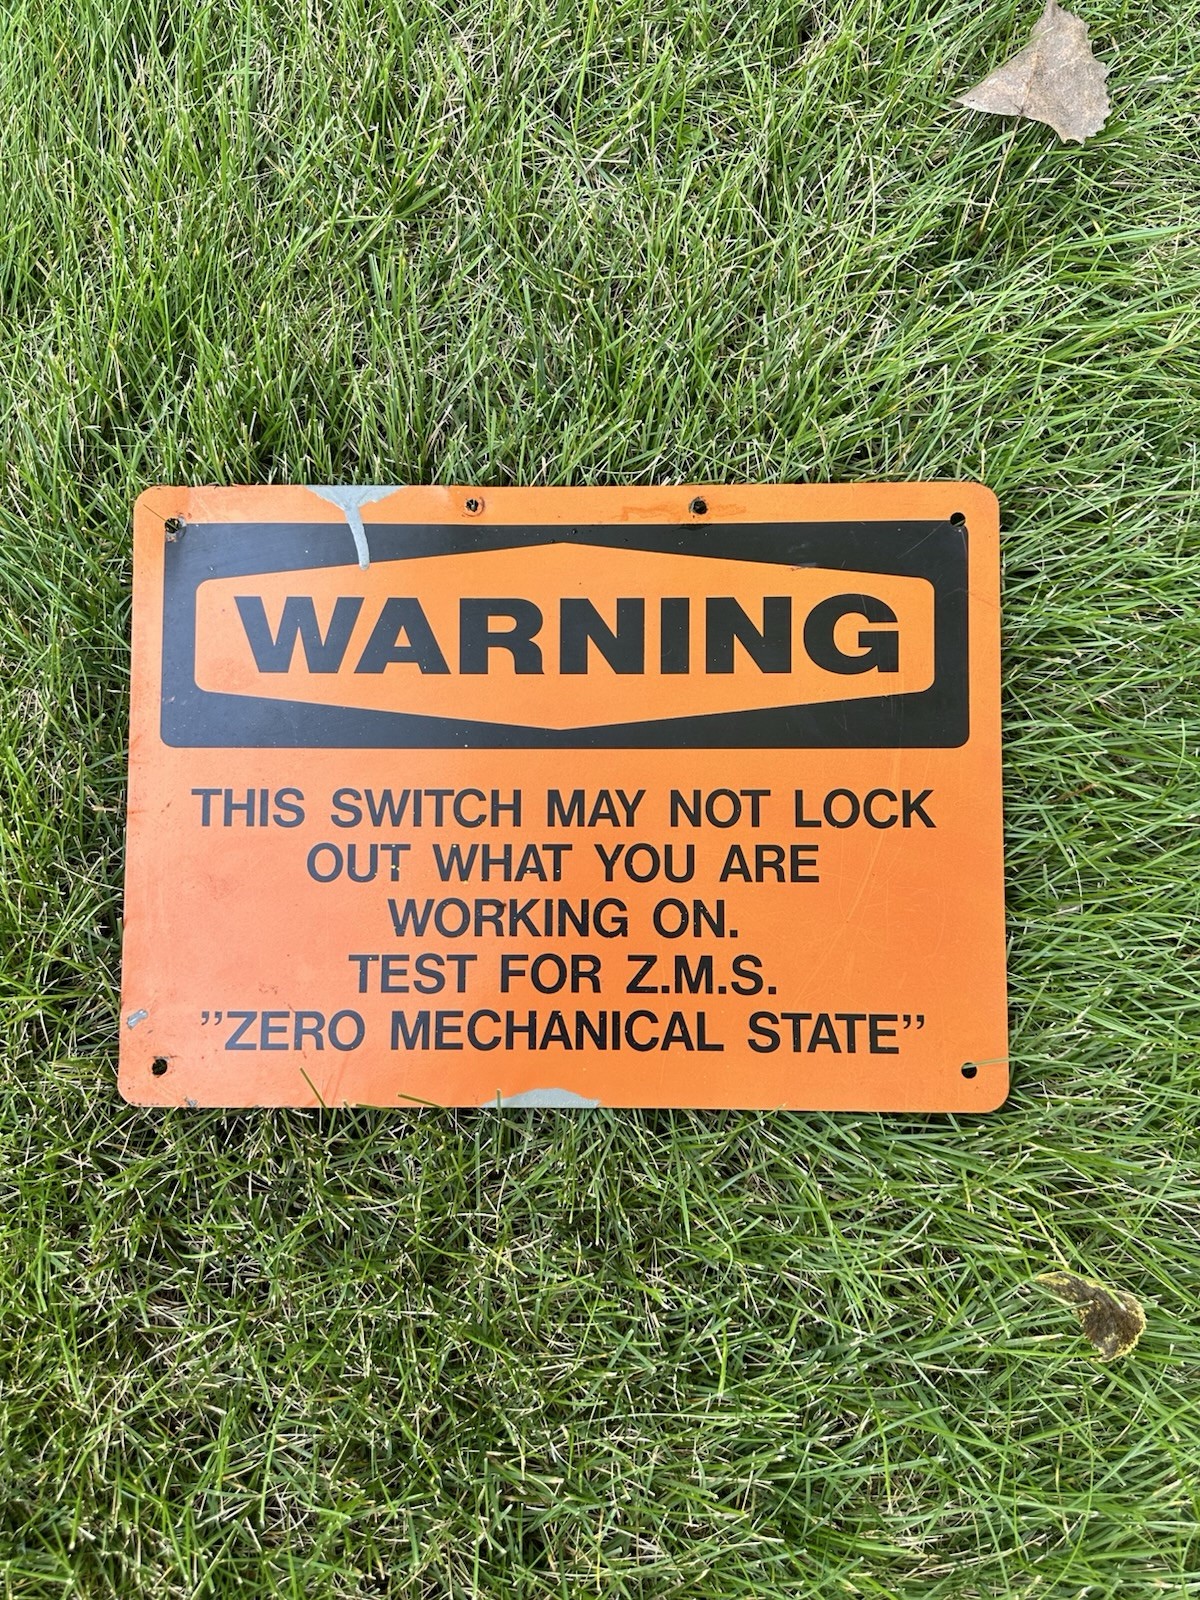 WARNING
THIS SWITCH MAY NOT LOCK
OUT WHAT YOU ARE
WORKING ON.
TEST FOR Z.M.S.
”ZERO MECHANICAL STATE”